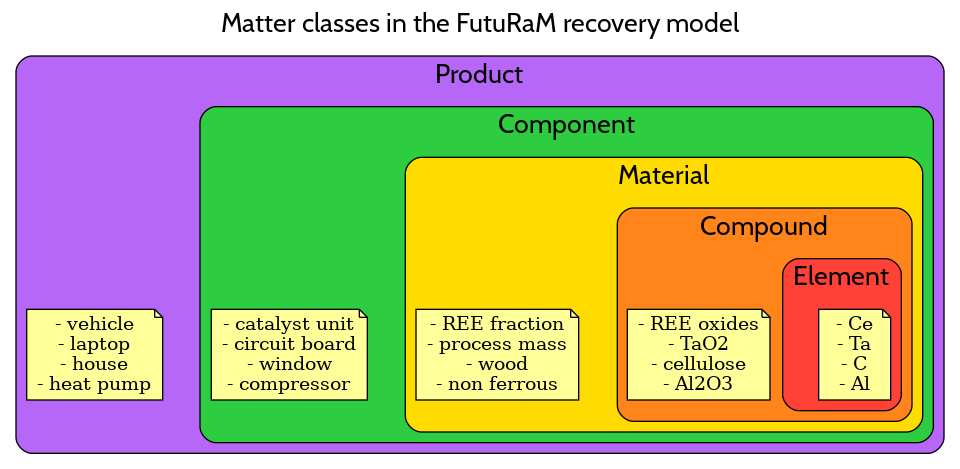 Matter classes in the FutuRaM recovery model
Product
Component
Material
Compound
Element
- vehicle
- laptop
- house
- heat pump
- catalyst unit
- circuit board
- window
- compressor
- REE fraction
- process mass
- wood
- non ferrous
- REE oxides
- TaO2
- cellulose
- Al2O3
- Ce
- Ta
- C
- Al